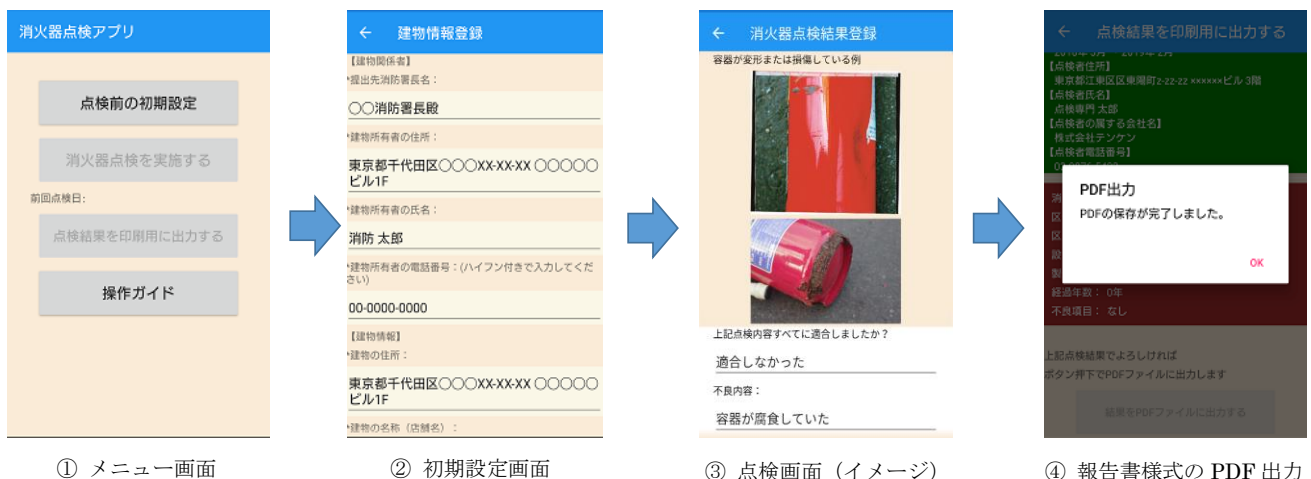 消火器点検アプリ
点検前の初期設定
消火器点検を実施する
前回点検日:
点検結果を印刷用に出力する
操作ガイド
① メニュー画面
← 建物情報登録
【建物関係者】
*提出先消防署長名：
〇〇消防署長殿
*建物所有者の住所：
東京都千代田区〇〇〇XX-XX-XX 〇〇〇〇〇
ビル1F
*建物所有者の氏名：
消防 太郎
*建物所有者の電話番号：(ハイフン付きで入力してくだ
さい)
00-0000-0000
【建物情報】
*建物の住所：
東京都千代田区〇〇〇XX-XX-XX 〇〇〇〇〇
ビル1F
*建物の名称（店舗名）：
② 初期設定画面
← 消火器点検結果登録
容器が変形または損傷している例
上記点検内容すべてに適合しましたか？
適合しなかった
不良内容：
容器が腐食していた
③ 点検画面（イメージ）
← 点検結果を印刷用に出力する
【点検者住所】
東京都江東区区東陽町2-22-22 ××××××ビル 3階
【点検者氏名】
点検専門 太郎
【点検者の属する会社名】
株式会社テンケン
【点検者電話番号】
PDF出力
PDFの保存が完了しました。
OK
経過年数： 0年
不良項目： なし
上記点検結果でよろしければ
ボタン押下でPDFファイルに出力します
結果をPDFファイルに出力する
④ 報告書様式の PDF 出力